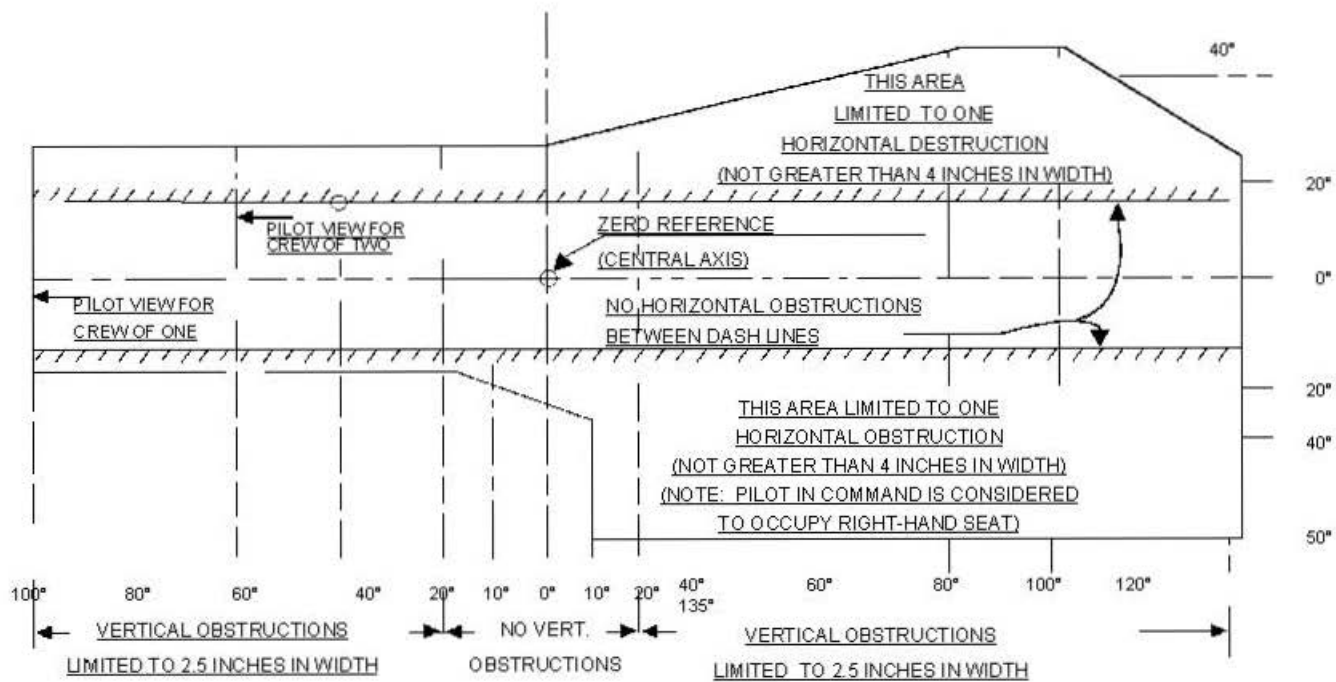 40°
THIS AREA
LIMITED TO ONE
HORIZONTAL DESTRUCTION
(NOT GREATER THAN 4 INCHES IN WIDTH)
20°
PILOT VIEW FOR
CREW OF TWO
ZERO REFERENCE
(CENTRAL AXIS)
0°
PILOT VIEW FOR
CREW OF ONE
NO HORIZONTAL OBSTRUCTIONS
BETWEEN DASH LINES
20°
THIS AREA LIMITED TO ONE
HORIZONTAL OBSTRUCTION
(NOT GREATER THAN 4 INCHES IN WIDTH)
(NOTE: PILOT IN COMMAND IS CONSIDERED
TO OCCUPY RIGHT-HAND SEAT)
40°
50°
100° 80° 60° 40° 20° 10° 0° 10° 20° 40° 60° 80° 100° 120°
135°
VERTICAL OBSTRUCTIONS
LIMITED TO 2.5 INCHES IN WIDTH
NO VERT.
OBSTRUCTIONS
VERTICAL OBSTRUCTIONS
LIMITED TO 2.5 INCHES IN WIDTH